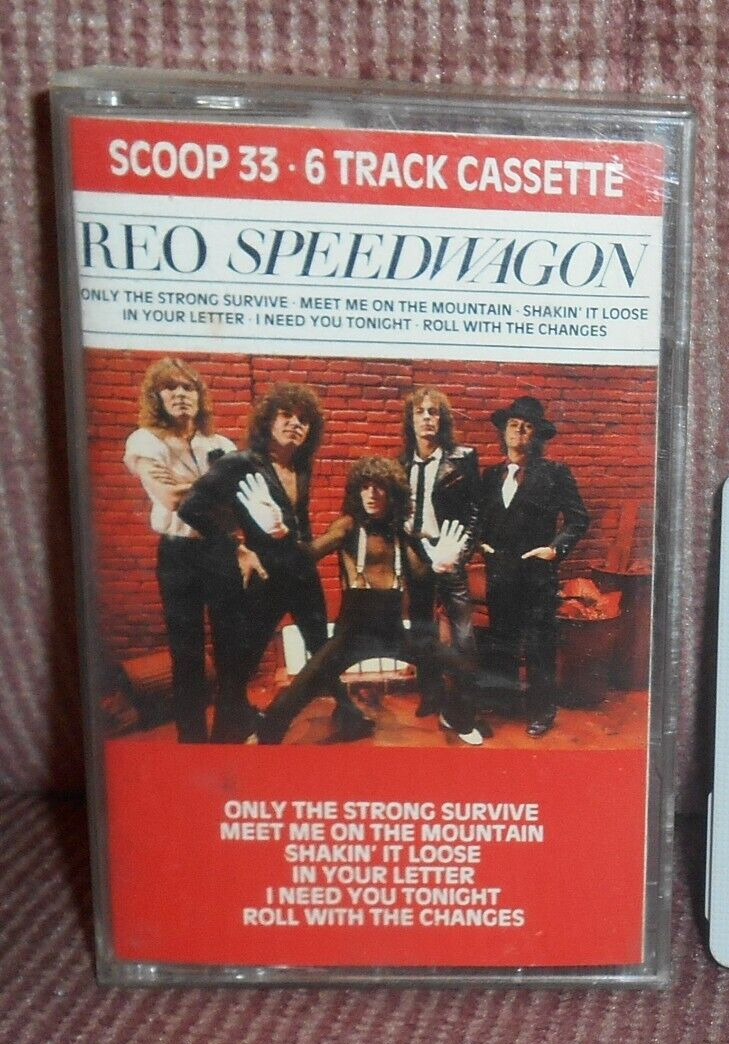 SCOOP 33 · 6 TRACK CASSETTE
REO SPEEDWAGON
ONLY THE STRONG SURVIVE · MEET ME ON THE MOUNTAIN · SHAKIN' IT LOOSE
IN YOUR LETTER · I NEED YOU TONIGHT · ROLL WITH THE CHANGES
ONLY THE STRONG SURVIVE
MEET ME ON THE MOUNTAIN
SHAKIN' IT LOOSE
IN YOUR LETTER
I NEED YOU TONIGHT
ROLL WITH THE CHANGES